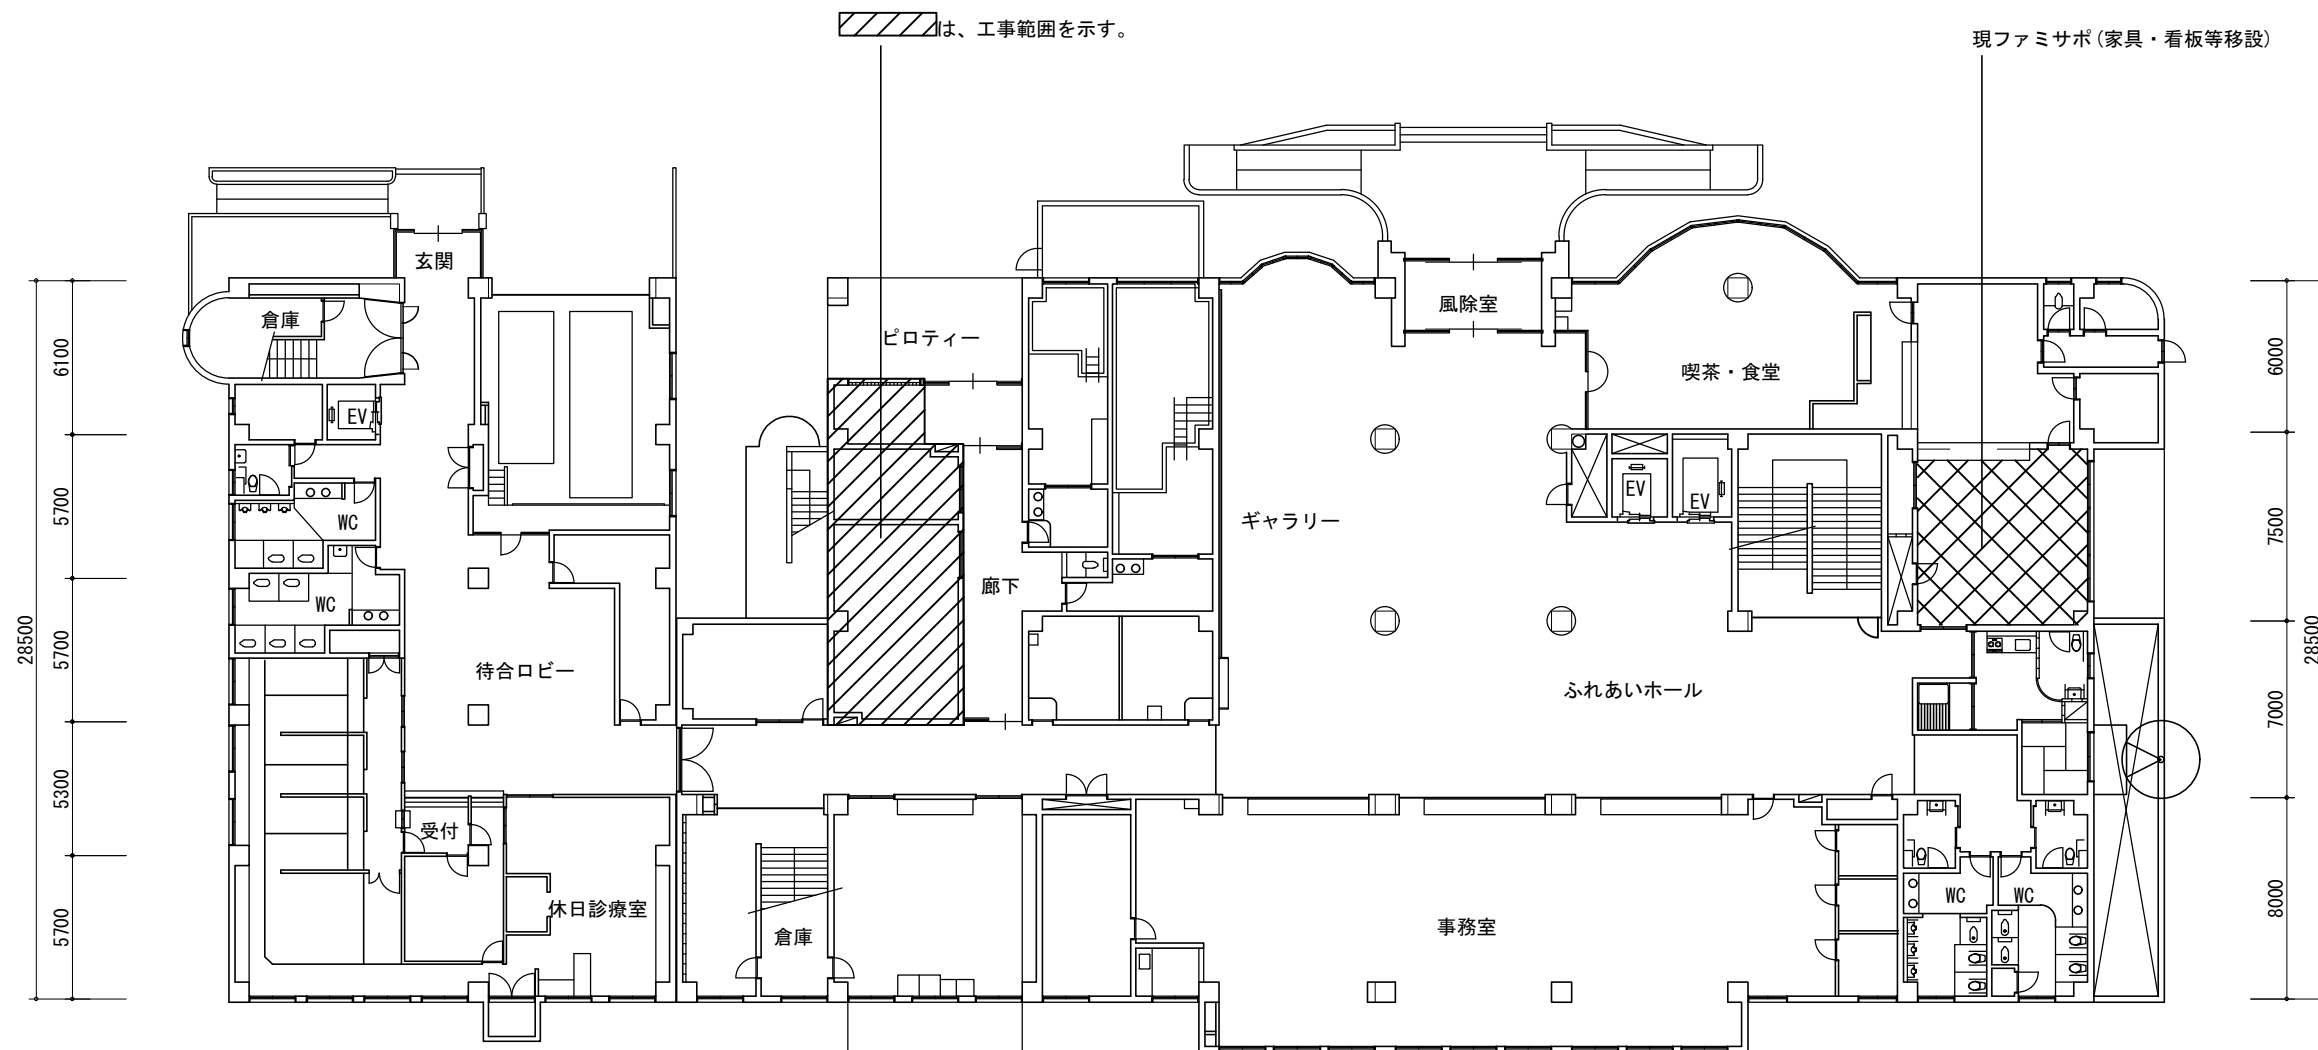 は、工事範囲を示す。
現ファミサポ(家具・看板等移設)
玄関
倉庫
ピロティー
風除室
喫茶・食堂
EV
EV
EV
WC
WC
ギャラリー
廊下
待合ロビー
ふれあいホール
受付
休日診療室
倉庫
事務室
WC
WC
28500
6100
5700
5700
5300
5700
6000
7500
7000
8000
28500